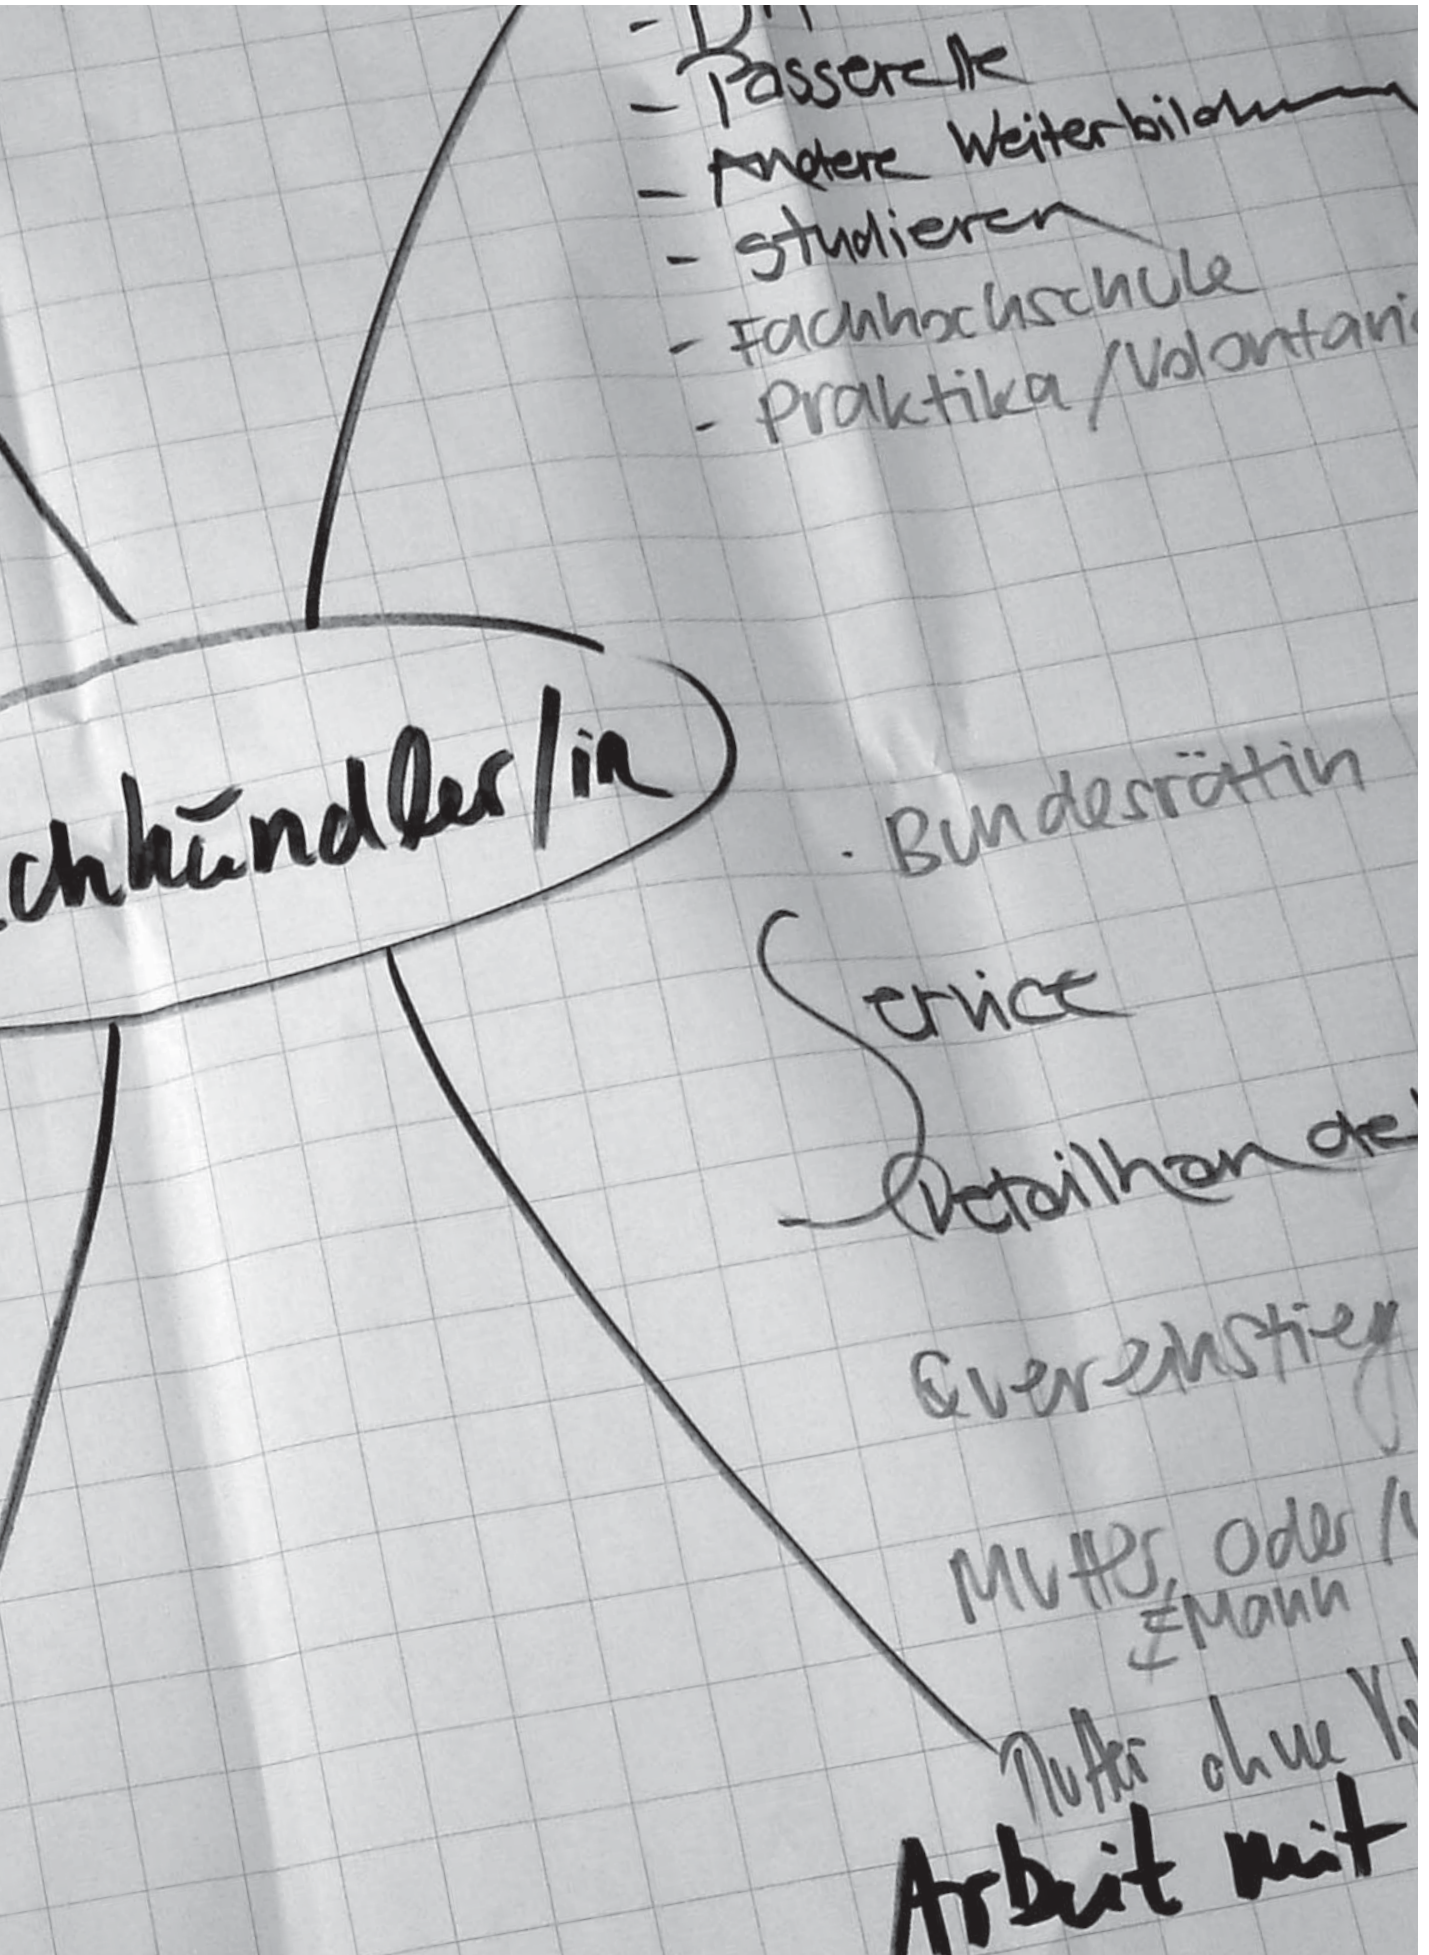 - Passerelle
- Andere Weiterbildung
- studieren
- Fachhochschule
- Praktika / Volontari
chhändler/in
· Bundesrätin
Service
- Detailhandel
Quereinstieg
Mutter, oder /
Mann
Mutter ohne
Arbeit mit